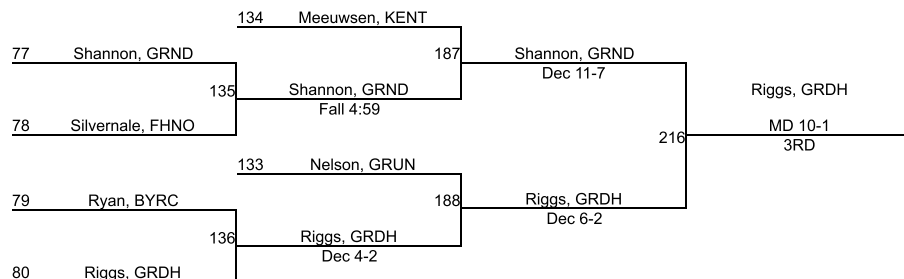 134 Meeuwsen, KENT
77 Shannon, GRND
187
Shannon, GRND
Dec 11-7
135
Shannon, GRND
Fall 4:59
Riggs, GRDH
78 Silvernale, FHNO
216
MD 10-1
3RD
133 Nelson, GRUN
79 Ryan, BYRC
188
Riggs, GRDH
Dec 6-2
136
Riggs, GRDH
Dec 4-2
80 Riggs, GRDH